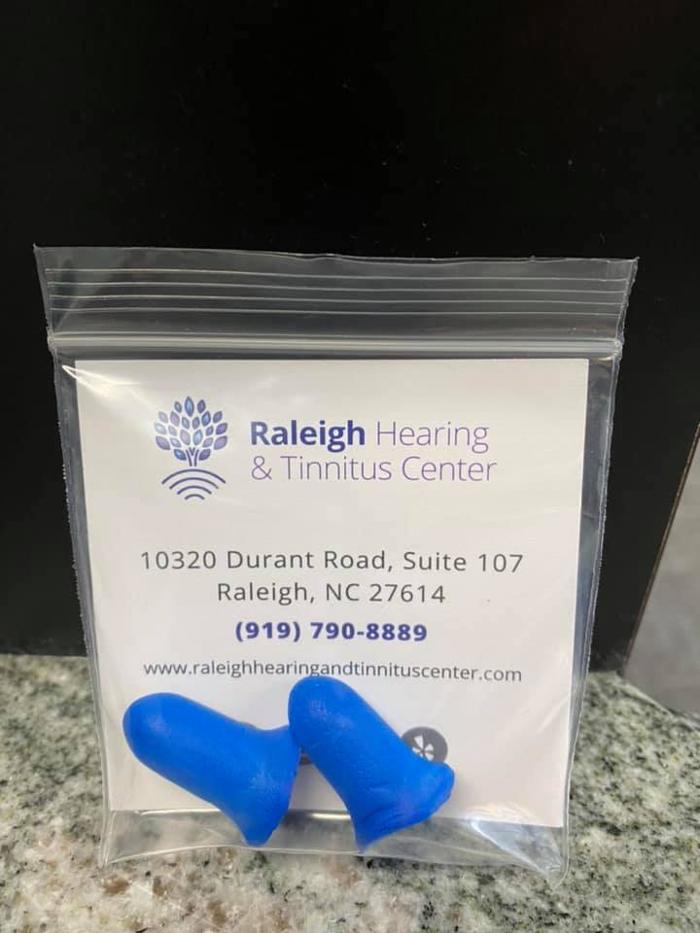 Raleigh Hearing
& Tinnitus Center
10320 Durant Road, Suite 107
Raleigh, NC 27614
(919) 790-8889
www.raleighhearingandtinnituscenter.com